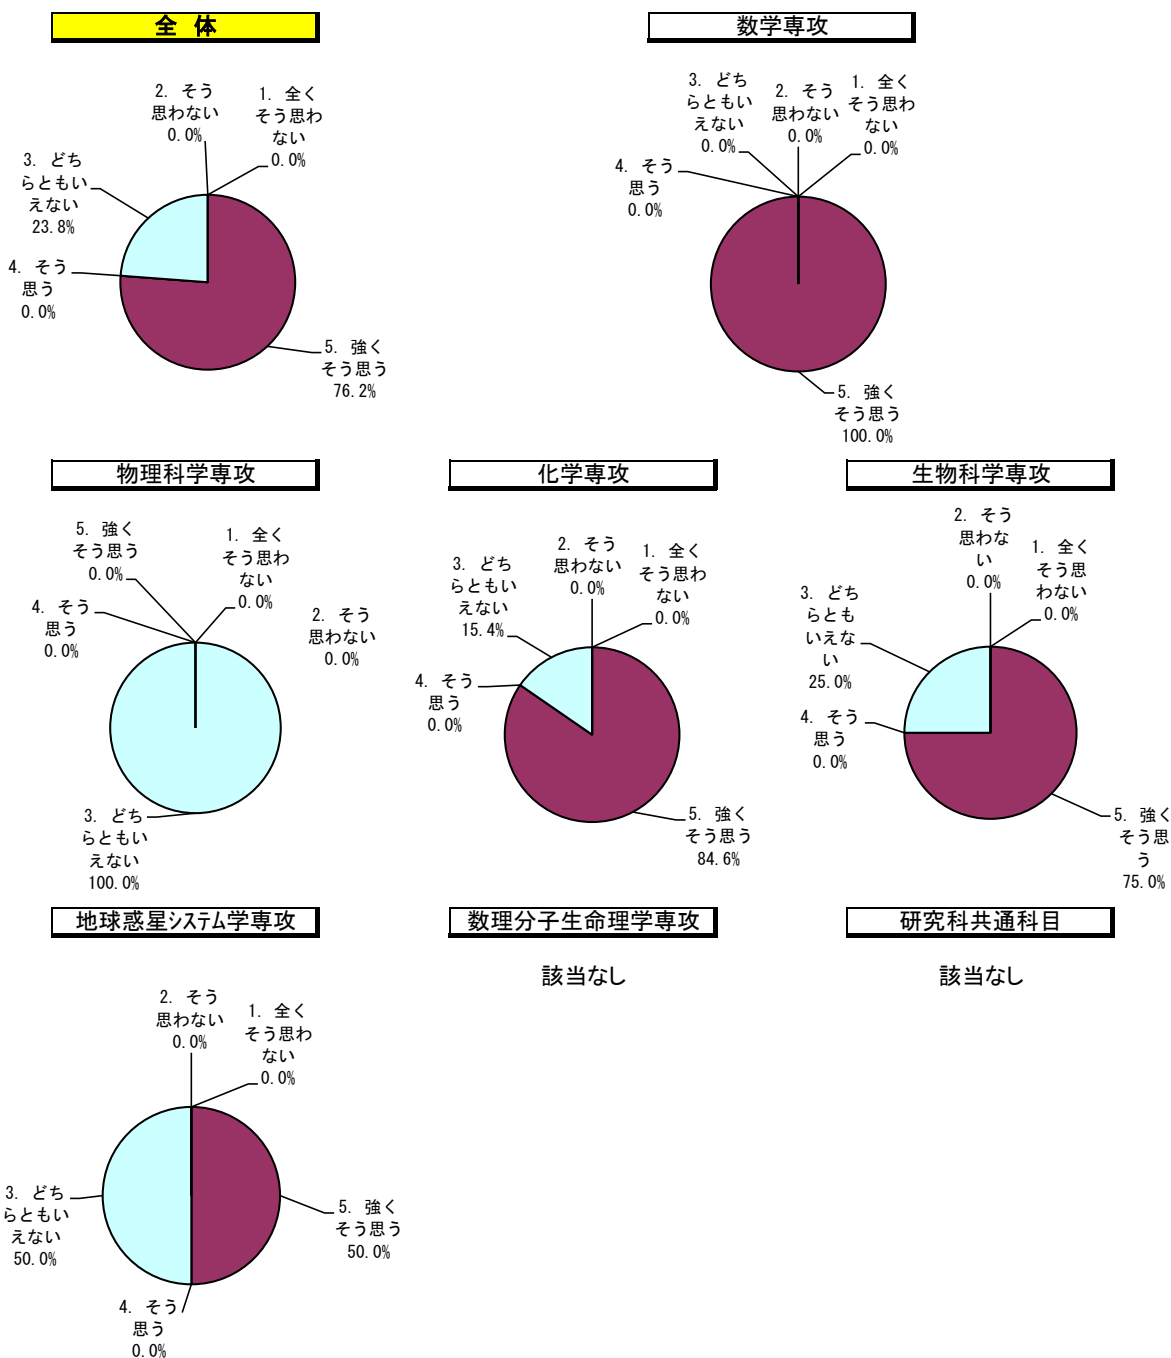 全 体
2. そう
思わない
0.0%
1. 全く
そう思わ
ない
0.0%
3. どち
らともい
えない
23.8%
4. そう
思う
0.0%
5. 強く
そう思う
76.2%
数学専攻
3. どち
らともい
えない
0.0%
2. そう
思わない
0.0%
1. 全く
そう思わ
ない
0.0%
4. そう
思う
0.0%
5. 強く
そう思う
100.0%
物理科学専攻
5. 強く
そう思う
0.0%
1. 全く
そう思わ
ない
0.0%
4. そう
思う
0.0%
2. そう
思わない
0.0%
3. どち
らともい
えない
100.0%
化学専攻
2. そう
思わない
0.0%
1. 全く
そう思わ
ない
0.0%
3. どち
らともい
えない
15.4%
4. そう
思う
0.0%
5. 強く
そう思う
84.6%
生物科学専攻
2. そう
思わな
い
0.0%
1. 全く
そう思
わない
0.0%
3. どち
らとも
いえな
い
25.0%
4. そう
思う
0.0%
5. 強く
そう思
う
75.0%
地球惑星システム学専攻
2. そう
思わない
0.0%
1. 全く
そう思わ
ない
0.0%
3. どち
らともい
えない
50.0%
5. 強く
そう思う
50.0%
4. そう
思う
0.0%
数理分子生命理学専攻
該当なし
研究科共通科目
該当なし